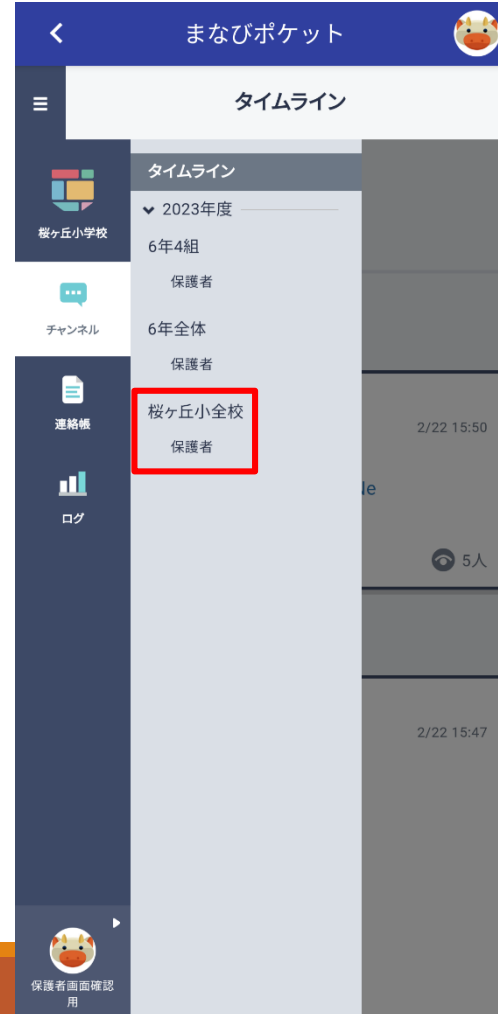 まなびポケット
タイムライン
桜ヶ丘小学校
チャンネル
連絡帳
ログ
保護者画面確認
用
タイムライン
2023年度
6年4組
保護者
6年全体
保護者
桜ヶ丘小全校
保護者
2/22 15:50
le
5人
2/22 15:47